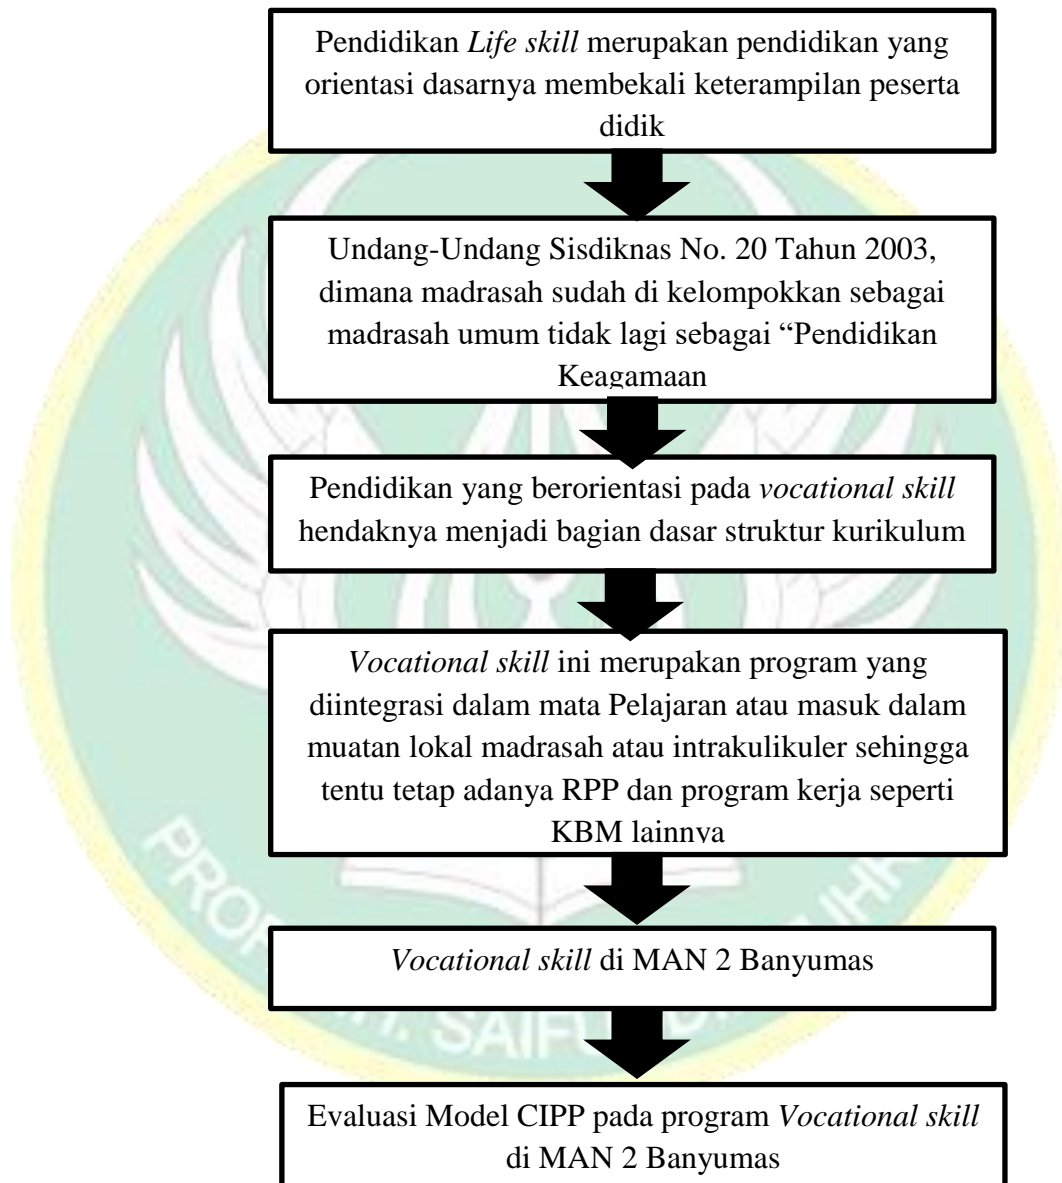 Pendidikan Life skill merupakan pendidikan yang
orientasi dasarnya membekali keterampilan peserta
didik
Undang-Undang Sisdiknas No. 20 Tahun 2003,
dimana madrasah sudah di kelompokkan sebagai
madrasah umum tidak lagi sebagai “Pendidikan
Keagamaan
Pendidikan yang berorientasi pada vocational skill
hendaknya menjadi bagian dasar struktur kurikulum
Vocational skill ini merupakan program yang
diintegrasi dalam mata Pelajaran atau masuk dalam
muatan lokal madrasah atau intrakulikuler sehingga
tentu tetap adanya RPP dan program kerja seperti
KBM lainnya
Vocational skill di MAN 2 Banyumas
Evaluasi Model CIPP pada program Vocational skill
di MAN 2 Banyumas